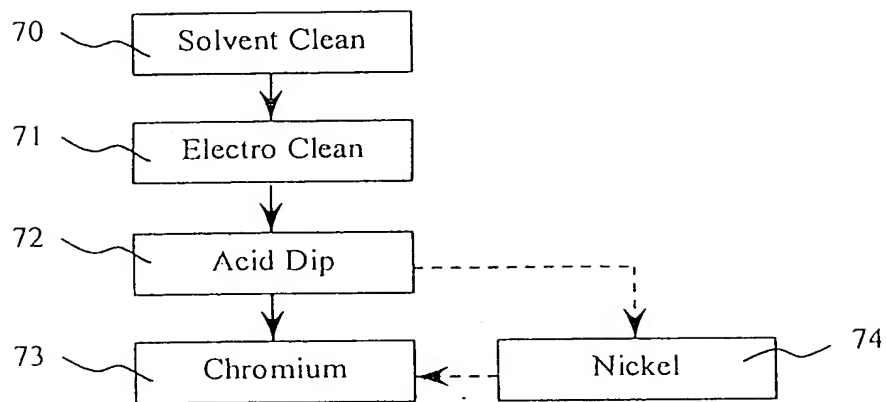 70
Solvent Clean
71
Electro Clean
72
Acid Dip
73
Chromium
Nickel
74